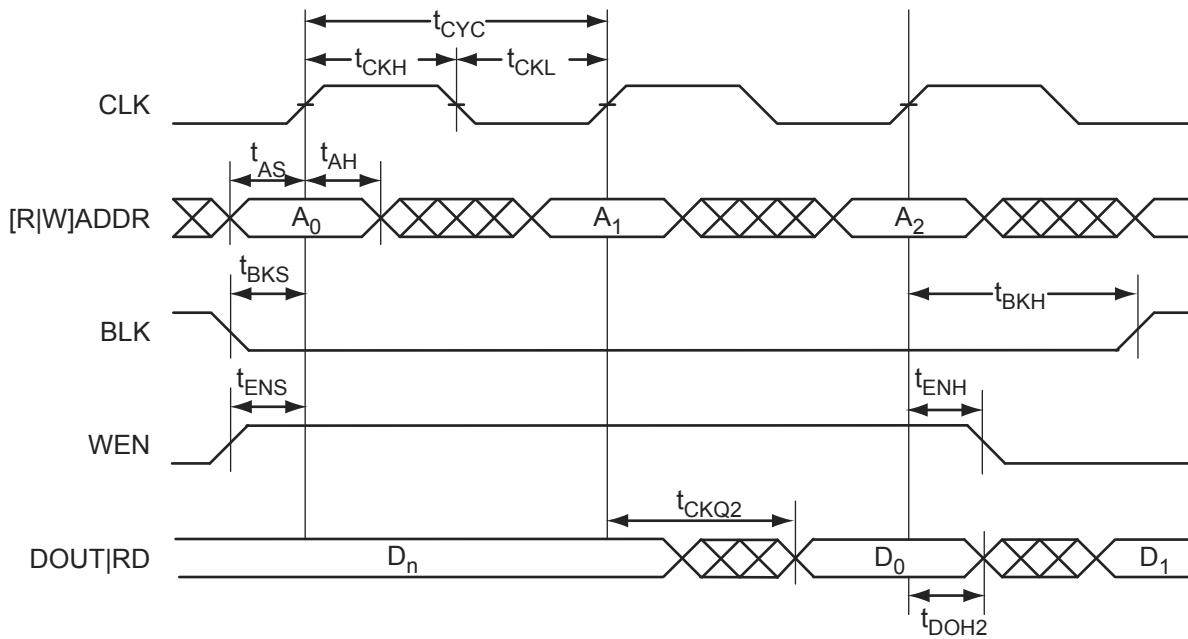 tCYC
tCKH tCKL
CLK
tAS tAH
[R|W]ADDR A0 A1 A2
tBKS tBKH
BLK
tENS tENH
WEN
tCKQ2
DOUT|RD Dn D0 D1
tDOH2